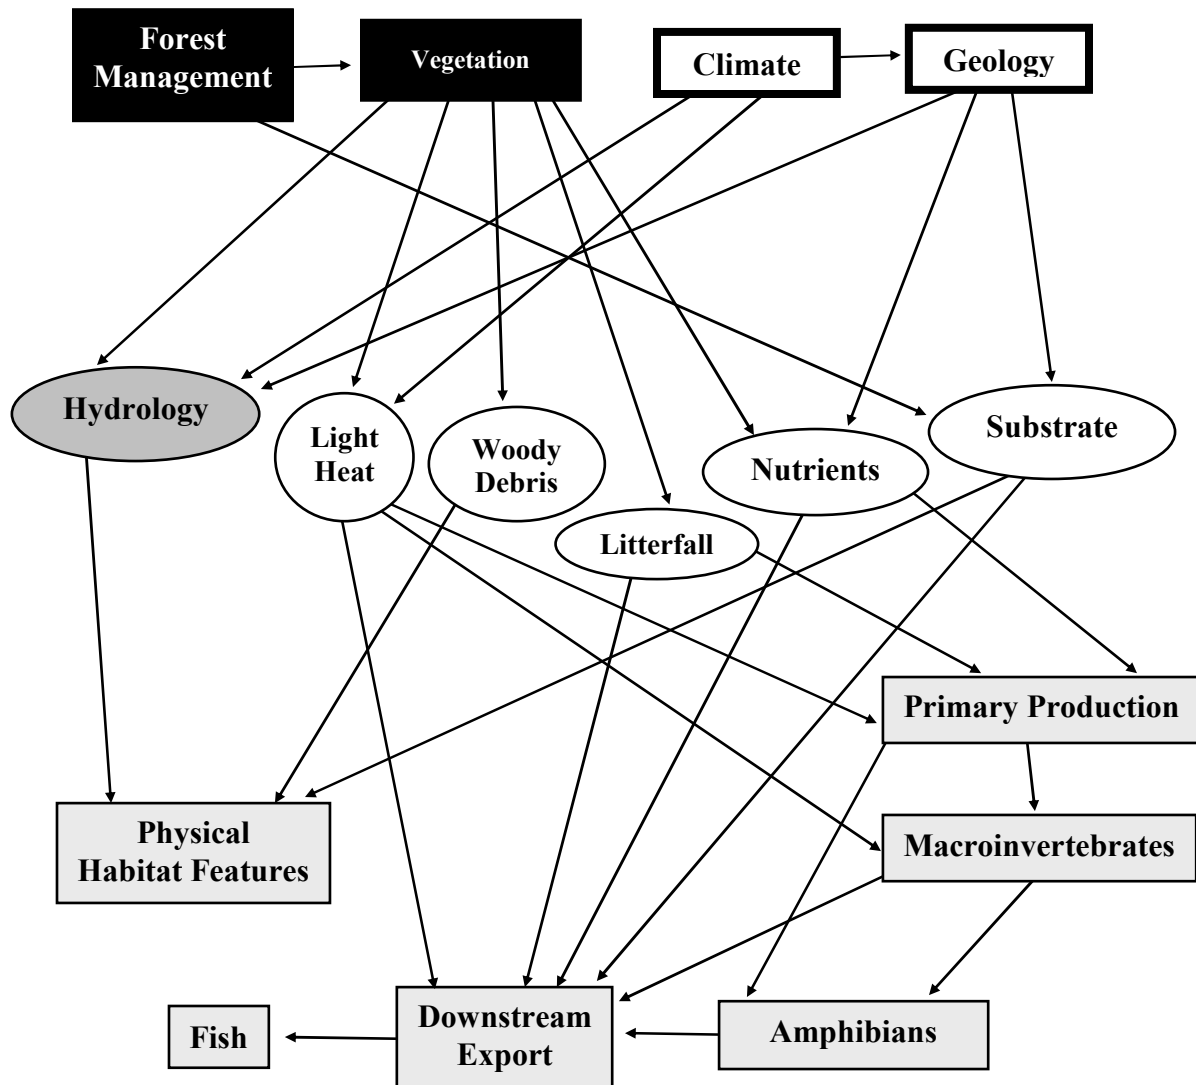 Forest
Management
Vegetation
Climate
Geology
Hydrology
Light
Heat
Woody
Debris
Nutrients
Substrate
Litterfall
Primary Production
Physical
Habitat Features
Macroinvertebrates
Fish
Downstream
Export
Amphibians